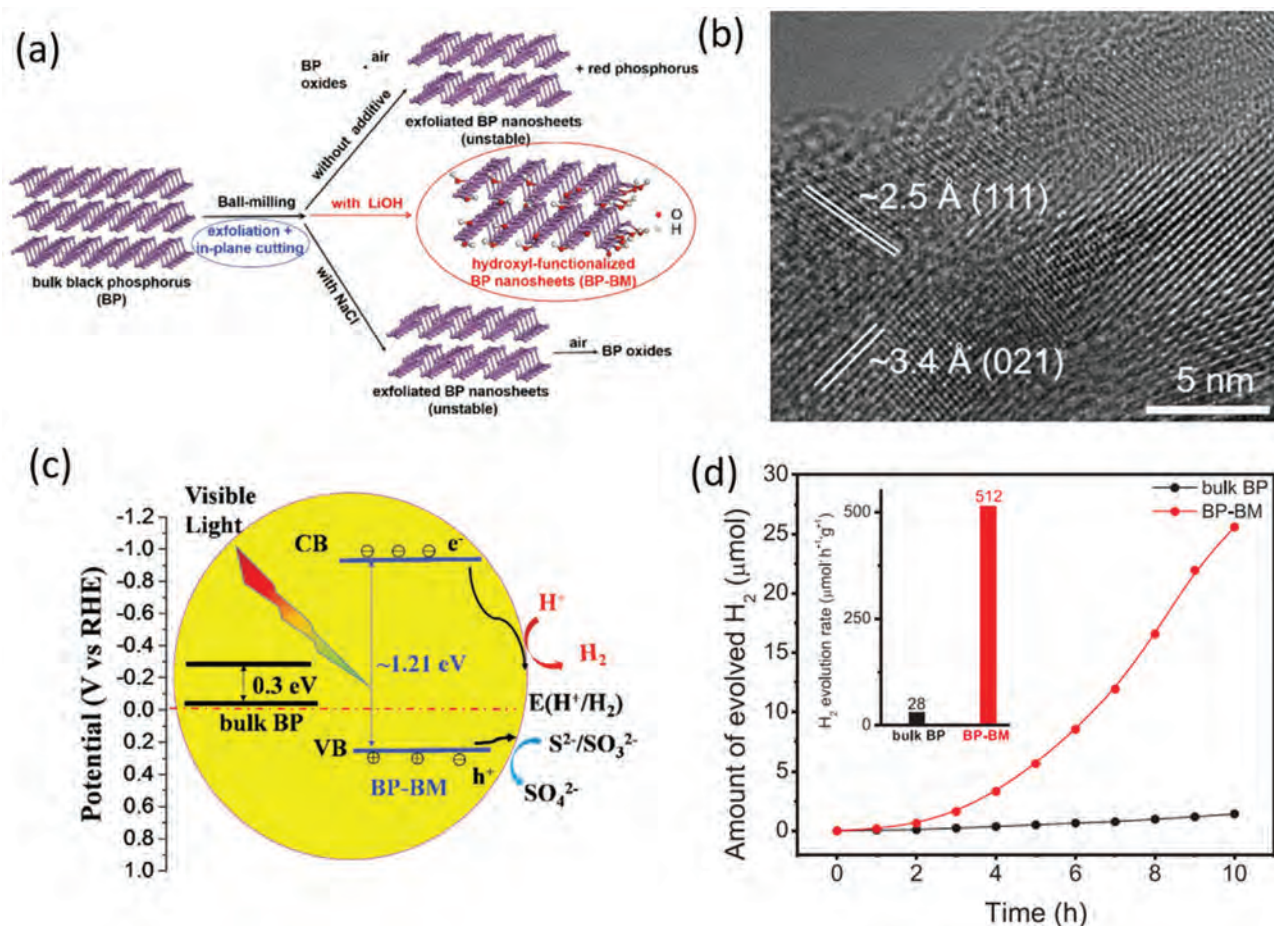 (a)
BP
oxides
air
+ red phosphorus
exfoliated BP nanosheets
(unstable)
without additive
Ball-milling
exfoliation +
in-plane cutting
with LiOH
O
H
hydroxyl-functionalized
BP nanosheets (BP-BM)
bulk black phosphorus
(BP)
with NaCl
air
BP oxides
exfoliated BP nanosheets
(unstable)
(b)
~2.5 Å (111)
~3.4 Å (021)
5 nm
(c)
Potential (V vs RHE)
-1.2
-1.0
-0.8
-0.6
-0.4
-0.2
0.0
0.2
0.4
0.6
0.8
1.0
Visible
Light
CB
e-
H+
H2
~1.21 eV
0.3 eV
bulk BP
E(H+/H2)
VB
h+
BP-BM
S2-/SO32-
SO42-
(d)
Amount of evolved H2 (μmol)
30
25
20
15
10
5
0
0
2
4
6
8
10
Time (h)
bulk BP
BP-BM
H2 evolution rate (μmol h-1g-1)
500
250
0
28
512
bulk BP
BP-BM